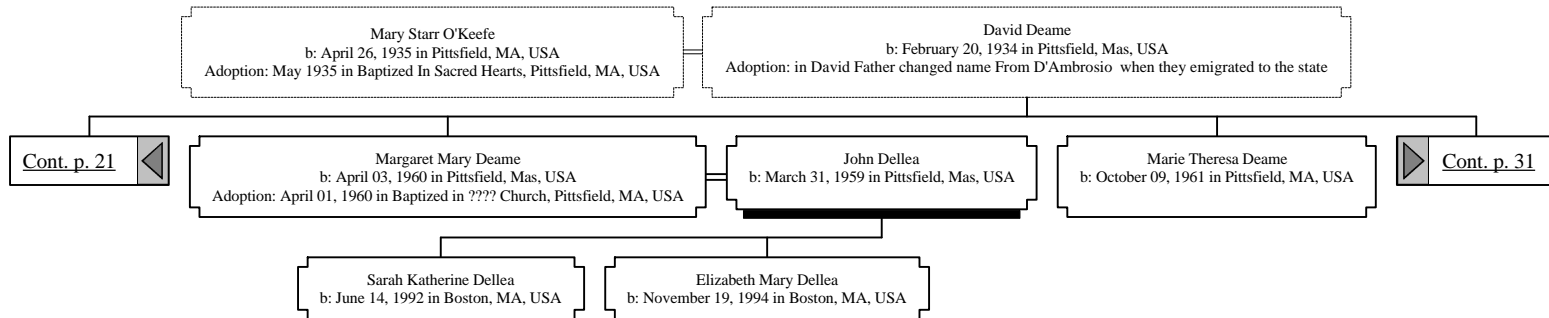 Mary Starr O'Keefe
b: April 26, 1935 in Pittsfield, MA, USA
Adoption: May 1935 in Baptized In Sacred Hearts, Pittsfield, MA, USA
David Deame
b: February 20, 1934 in Pittsfield, Mas, USA
Adoption: in David Father changed name From D'Ambrosio when they emigrated to the state
Cont. p. 21
Margaret Mary Deame
b: April 03, 1960 in Pittsfield, Mas, USA
Adoption: April 01, 1960 in Baptized in ???? Church, Pittsfield, MA, USA
John Dellea
b: March 31, 1959 in Pittsfield, Mas, USA
Marie Theresa Deame
b: October 09, 1961 in Pittsfield, MA, USA
Cont. p. 31
Sarah Katherine Dellea
b: June 14, 1992 in Boston, MA, USA
Elizabeth Mary Dellea
b: November 19, 1994 in Boston, MA, USA